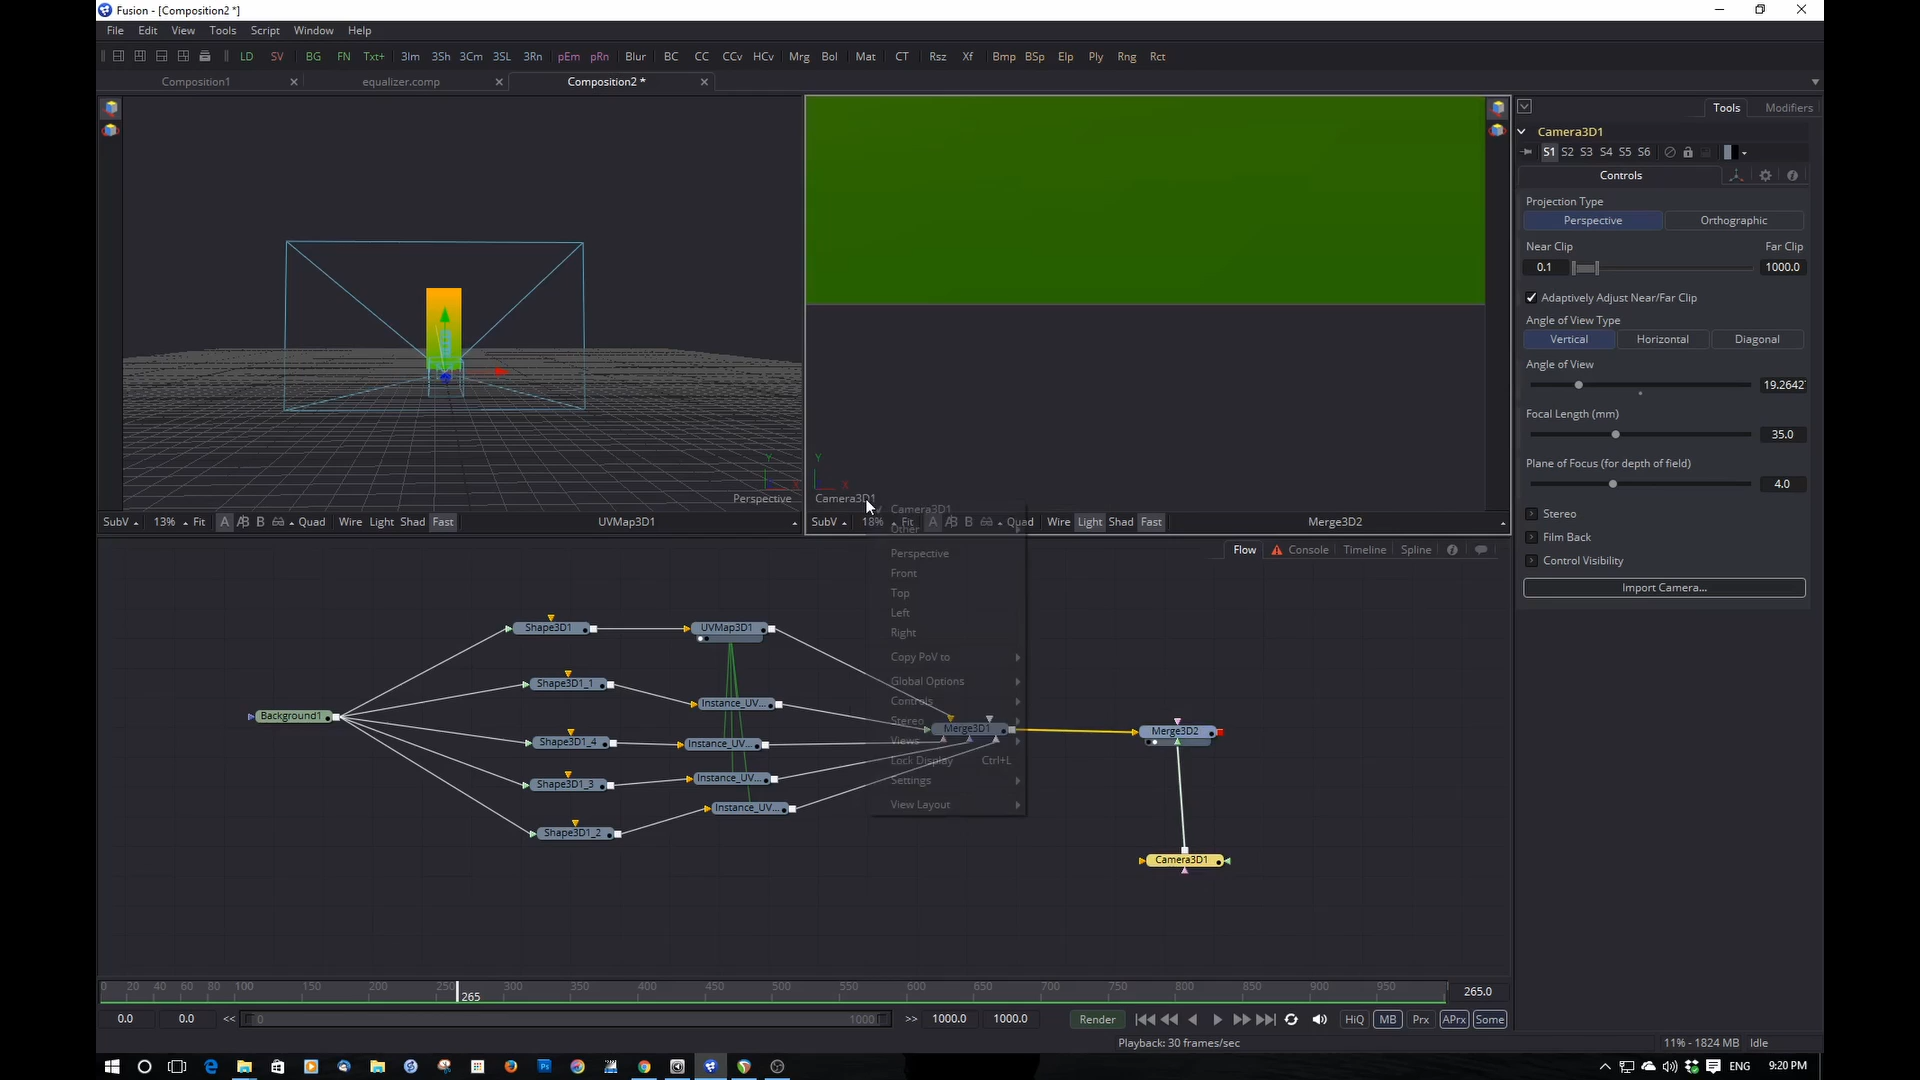 Fusion - [Composition2 *]
File Edit View Tools Script Window Help
LD SV BG FN Txt+ 3Im 3Sh 3Cm 3SL 3Rn pEm pRn Blur BC CC CCv HCv Mrg Bol Mat CT Rsz Xf Bmp BSp Elp Ply Rng Rct
Composition1 equalizer.comp Composition2 *
Y X Perspective
SubV 13% Fit A A|B B Quad Wire Light Shad Fast UVMap3D1
Y X Camera3D1
SubV 18% Fit A A|B B Quad Wire Light Shad Fast Merge3D2
Camera3D1
Other
Perspective
Front
Top
Left
Right
Copy PoV to
Global Options
Controls
Stereo
Views
Lock Display Ctrl+L
Settings
View Layout
Tools Modifiers
Camera3D1
S1 S2 S3 S4 S5 S6
Controls
Projection Type
Perspective Orthographic
Near Clip Far Clip
0.1 1000.0
Adaptively Adjust Near/Far Clip
Angle of View Type
Vertical Horizontal Diagonal
Angle of View
19.2642
Focal Length (mm)
35.0
Plane of Focus (for depth of field)
4.0
Stereo
Film Back
Control Visibility
Import Camera...
Flow Console Timeline Spline
Background1
Shape3D1
Shape3D1_1
Shape3D1_4
Shape3D1_3
Shape3D1_2
UVMap3D1
Instance_UV...
Instance_UV...
Instance_UV...
Instance_UV...
Merge3D1
Merge3D2
Camera3D1
0 20 40 60 80 100 150 200 250 265 300 350 400 450 500 550 600 650 700 750 800 850 900 950 265.0
0.0 0.0 << 0 1000 >> 1000.0 1000.0 Render HiQ MB Prx APrx Some
Playback: 30 frames/sec 11% - 1824 MB Idle
ENG 9:20 PM